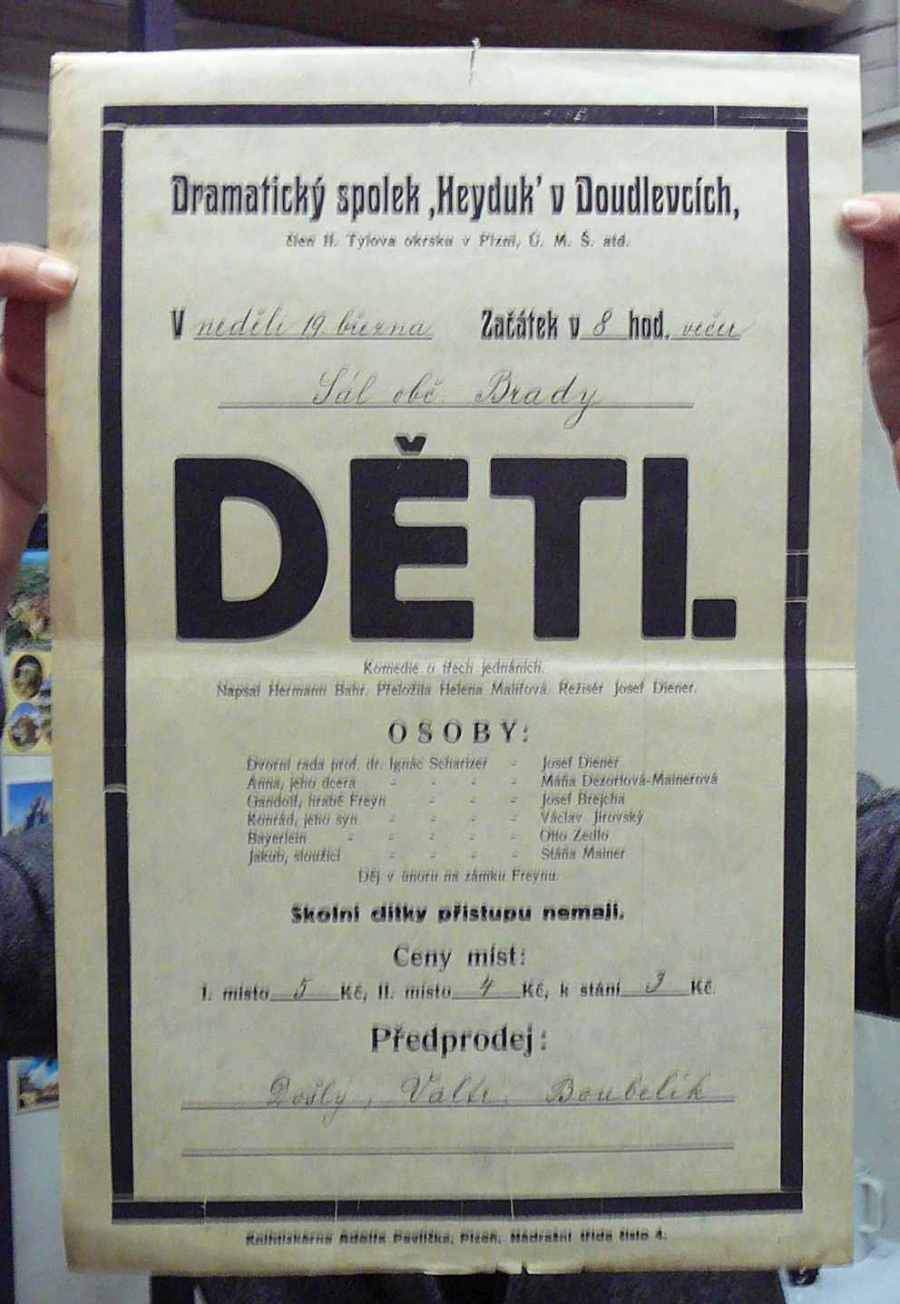 Dramatický spolek ‚Heyduk' v Doudlevcích,
člen II. Tylova okrsku v Plzni, Ú. M. Š. atd.
V neděli 19. března Začátek v 8 hod. večer
Sál obč. Brady
DĚTI.
Komedie o třech jednáních.
Napsal Hermann Bahr. Přeložila Helena Malířová. Režisér Josef Diener.
OSOBY:
Dvorní rada prof. dr. Ignác Scharizer - Josef Diener
Anna, jeho dcera - - - - Máňa Dezortová-Mainerová
Gandolf, hrabě Freyn - - - Josef Brejcha
Konrád, jeho syn - - - - Václav Jirovský
Bayerlein - - - - - Otto Zedlo
Jakub, sloužící - - - - Stáňa Mainer
Děj v únoru na zámku Freynu.
Školní dítky přístupu nemají.
Ceny míst:
I. místo 5 Kč, II. místo 4 Kč, k stání 3 Kč.
Předprodej:
Došlý, Valtr, Boubelík
Knihtiskárna Adolfa Pavlíčka, Plzeň, Nádražní třída číslo 4.